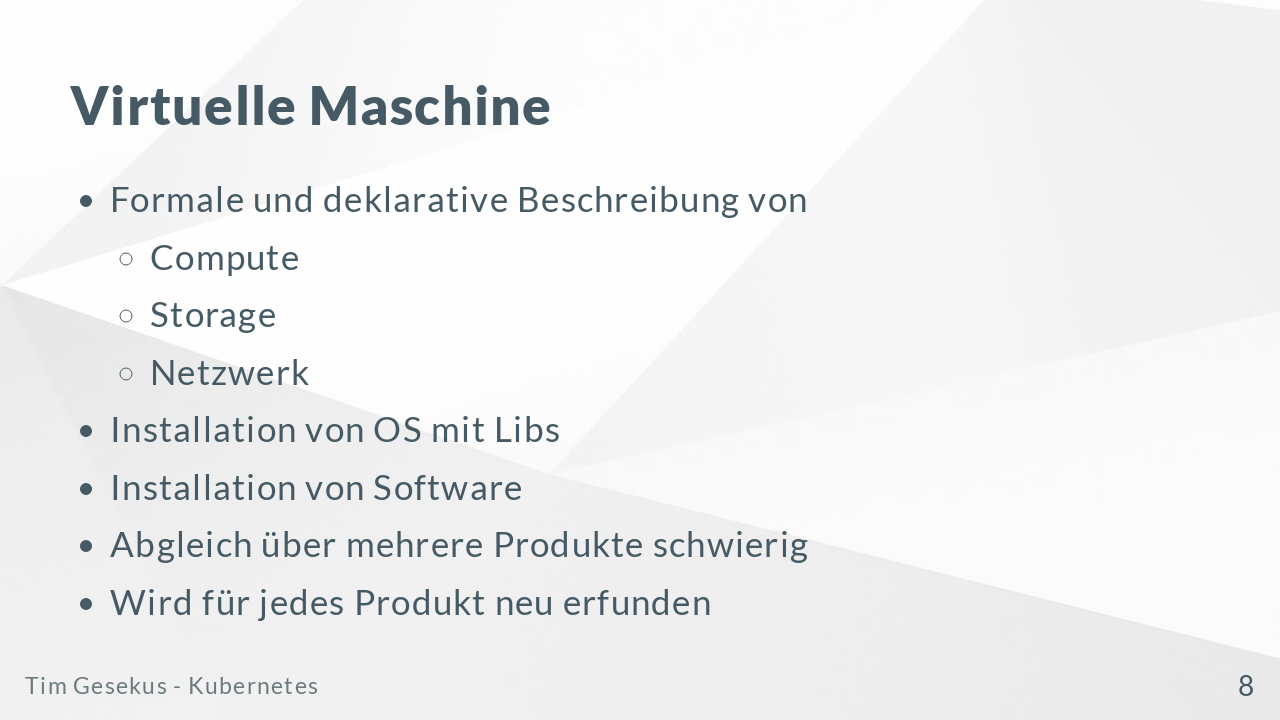 Virtuelle Maschine
Formale und deklarative Beschreibung von
Compute
Storage
Netzwerk
Installation von OS mit Libs
Installation von Software
Abgleich über mehrere Produkte schwierig
Wird für jedes Produkt neu erfunden
Tim Gesekus - Kubernetes
8